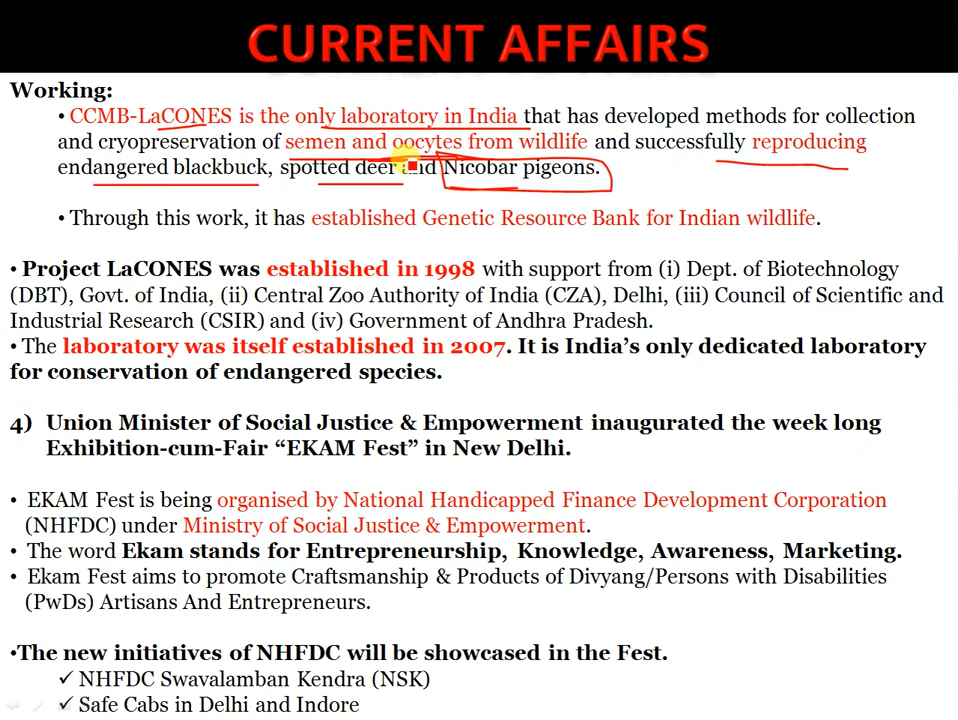 CURRENT AFFAIRS
Working:
• CCMB-LaCONES is the only laboratory in India that has developed methods for collection
and cryopreservation of semen and oocytes from wildlife and successfully reproducing
endangered blackbuck, spotted deer and Nicobar pigeons.
• Through this work, it has established Genetic Resource Bank for Indian wildlife.
• Project LaCONES was established in 1998 with support from (i) Dept. of Biotechnology
(DBT), Govt. of India, (ii) Central Zoo Authority of India (CZA), Delhi, (iii) Council of Scientific and
Industrial Research (CSIR) and (iv) Government of Andhra Pradesh.
• The laboratory was itself established in 2007. It is India's only dedicated laboratory
for conservation of endangered species.
4) Union Minister of Social Justice & Empowerment inaugurated the week long
Exhibition-cum-Fair “EKAM Fest” in New Delhi.
• EKAM Fest is being organised by National Handicapped Finance Development Corporation
(NHFDC) under Ministry of Social Justice & Empowerment.
• The word Ekam stands for Entrepreneurship, Knowledge, Awareness, Marketing.
• Ekam Fest aims to promote Craftsmanship & Products of Divyang/Persons with Disabilities
(PwDs) Artisans And Entrepreneurs.
•The new initiatives of NHFDC will be showcased in the Fest.
✓ NHFDC Swavalamban Kendra (NSK)
✓ Safe Cabs in Delhi and Indore